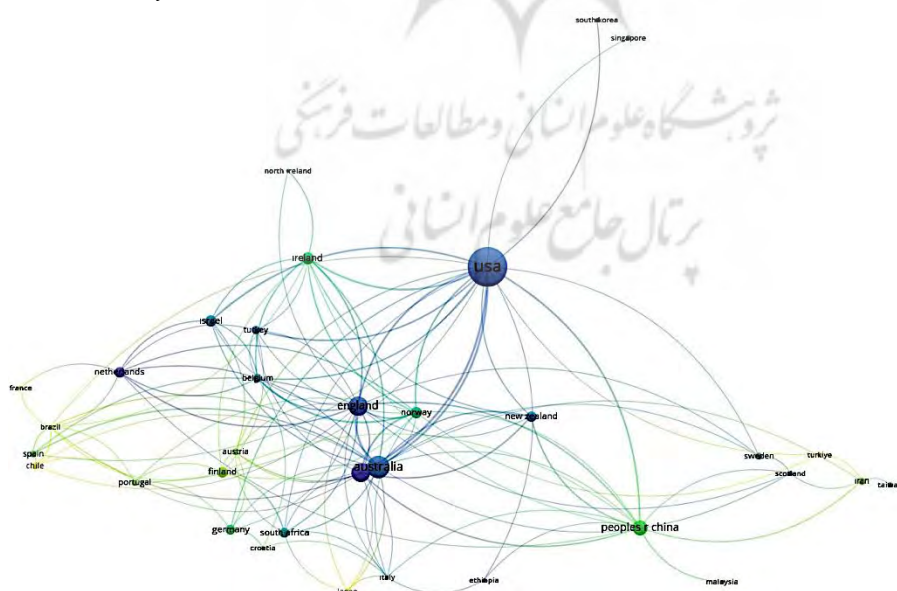 south korea
singapore
پژوهشگاه علوم انسانی و مطالعات فرهنگی
north ireland
پرتال جامع علوم انسانی
ireland
usa
israel
turkey
netherlands
belgium
france
england
norway
new zealand
brazil
spain
austria
sweden
turkiye
chile
finland
australia
scotland
portugal
iran
germany
south africa
peoples r china
croatia
italy
ethiopia
malaysia